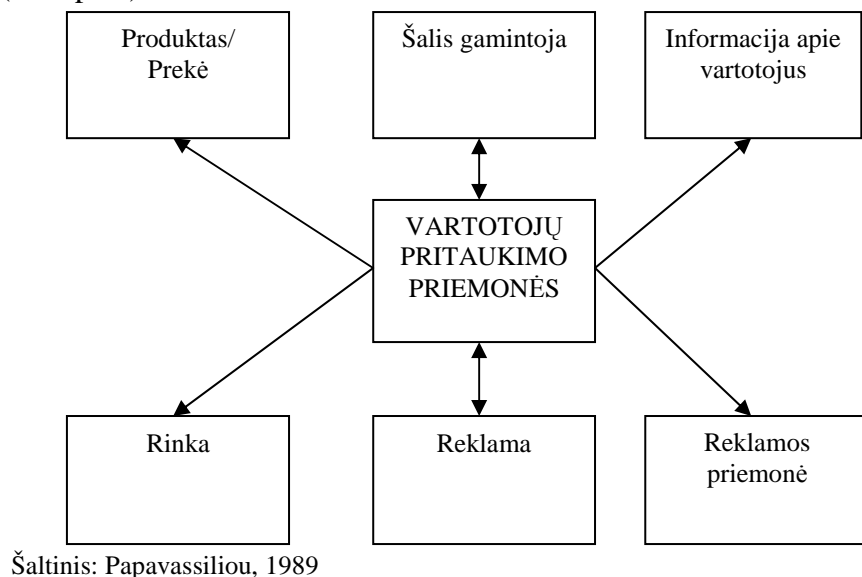 Produktas/
Prekė
Šalis gamintoja
Informacija apie
vartotojus
VARTOTOJŲ
PRITAUKIMO
PRIEMONĖS
Rinka
Reklama
Reklamos
priemonė
Šaltinis: Papavassiliou, 1989